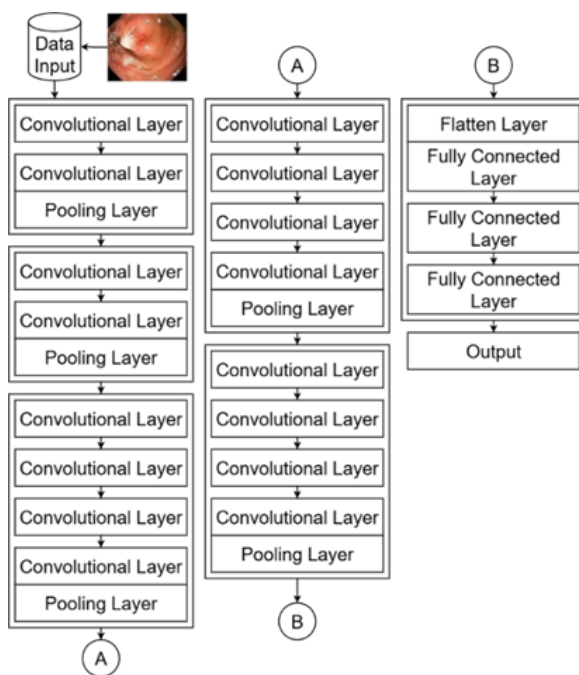 Data
Input
Convolutional Layer
Convolutional Layer
Pooling Layer
Convolutional Layer
Convolutional Layer
Pooling Layer
Convolutional Layer
Convolutional Layer
Convolutional Layer
Convolutional Layer
Pooling Layer
A
A
Convolutional Layer
Convolutional Layer
Convolutional Layer
Convolutional Layer
Pooling Layer
Convolutional Layer
Convolutional Layer
Convolutional Layer
Convolutional Layer
Pooling Layer
B
B
Flatten Layer
Fully Connected
Layer
Fully Connected
Layer
Fully Connected
Layer
Output